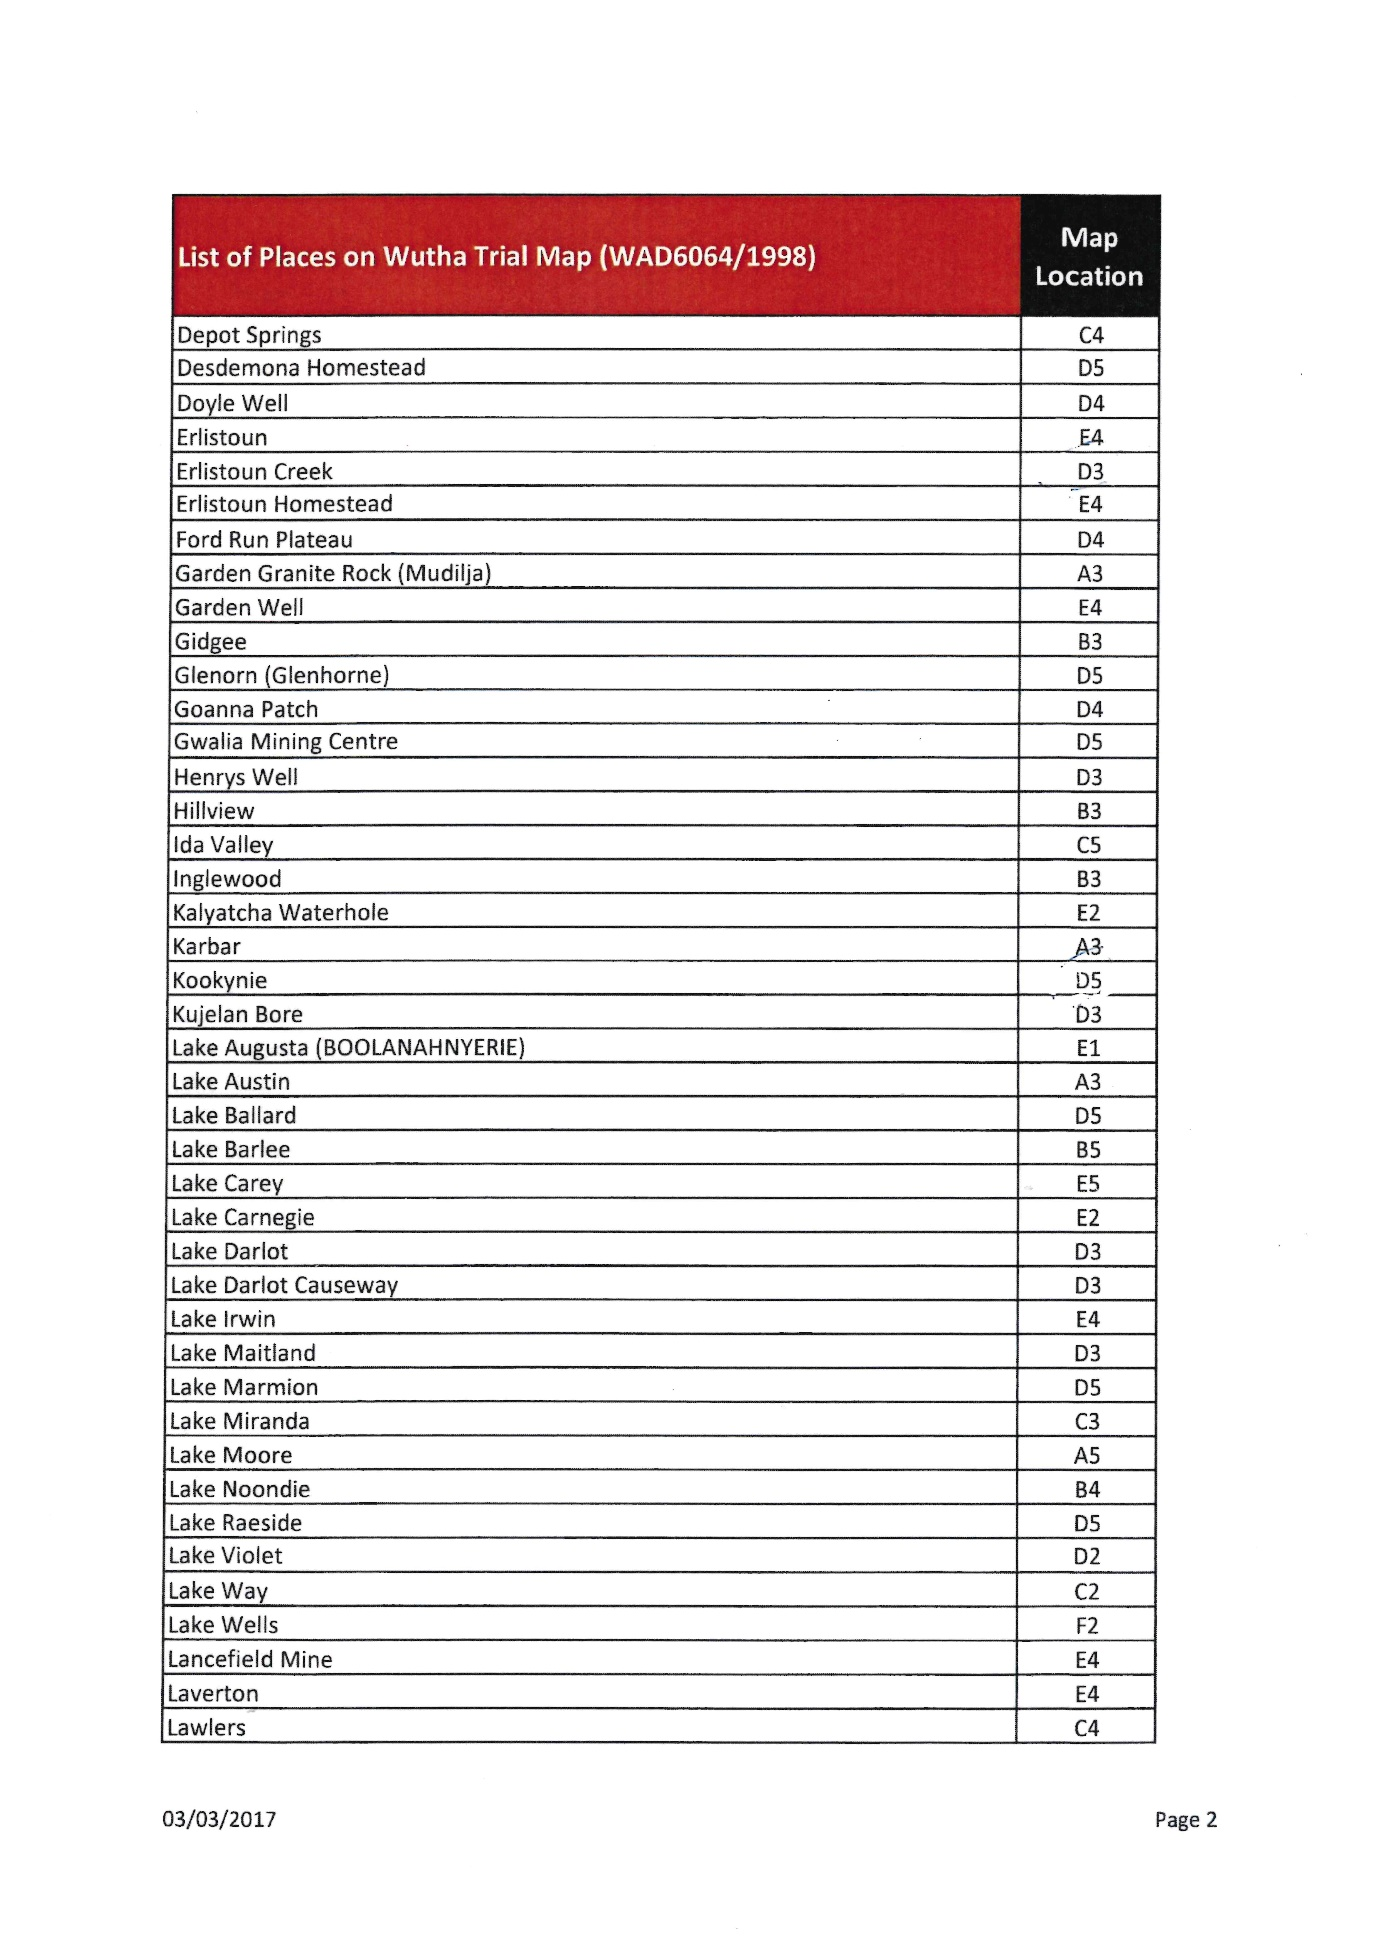 List of Places on Wutha Trial Map (WAD6064/1998) Map Location
Depot Springs C4
Desdemona Homestead D5
Doyle Well D4
Erlistoun E4
Erlistoun Creek D3
Erlistoun Homestead E4
Ford Run Plateau D4
Garden Granite Rock (Mudilja) A3
Garden Well E4
Gidgee B3
Glenorn (Glenhorne) D5
Goanna Patch D4
Gwalia Mining Centre D5
Henrys Well D3
Hillview B3
Ida Valley C5
Inglewood B3
Kalyatcha Waterhole E2
Karbar A3
Kookynie D5
Kujelan Bore D3
Lake Augusta (BOOLANAHNYERIE) E1
Lake Austin A3
Lake Ballard D5
Lake Barlee B5
Lake Carey E5
Lake Carnegie E2
Lake Darlot D3
Lake Darlot Causeway D3
Lake Irwin E4
Lake Maitland D3
Lake Marmion D5
Lake Miranda C3
Lake Moore A5
Lake Noondie B4
Lake Raeside D5
Lake Violet D2
Lake Way C2
Lake Wells F2
Lancefield Mine E4
Laverton E4
Lawlers C4
03/03/2017 Page 2